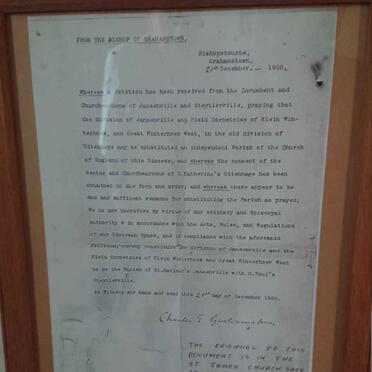 FROM THE BISHOP OF GRAHAMSTOWN,
Bishopsbourne,
Grahamstown.
21st December.— 1900.
Whereas a Petition has been received from the Incumbent and
Churchwardens of Jansenville and Steytlerville, praying that
the division of Jansenville and Field Cornetcies of Klein Win-
terhoek, and Great Winterhoek West, in the old division of
Uitenhage may be constituted an independent Parish of the Church
of England of this Diocese, and whereas the consent of the
Rector and Churchwardens of S.Katherine's Uitenhage has been
obtained in due form and order; and whereas there appear to be
due and sufficient reasons for constituting the Parish as prayed;
We do now therefore by virtue of our ordinary and Episcopal
authority & in accordance with the Acts, Rules, and Regulations
of our Diocesan Synod, and in compliance with the aforesaid
Petition, hereby constitute the division of Jansenville and the
Field Cornetcies of Klein Winterhoek and Great Winterhoek West
to be the Parish of Jansenville with S.Paul's
Steytlerville.
As witness our hand and seal this 21st day of December 1900.
Charles E Grahamstown,
THE ORIGINAL OF THIS
DOCUMENT IS IN THE
ST JAMES CHURCH SAFE